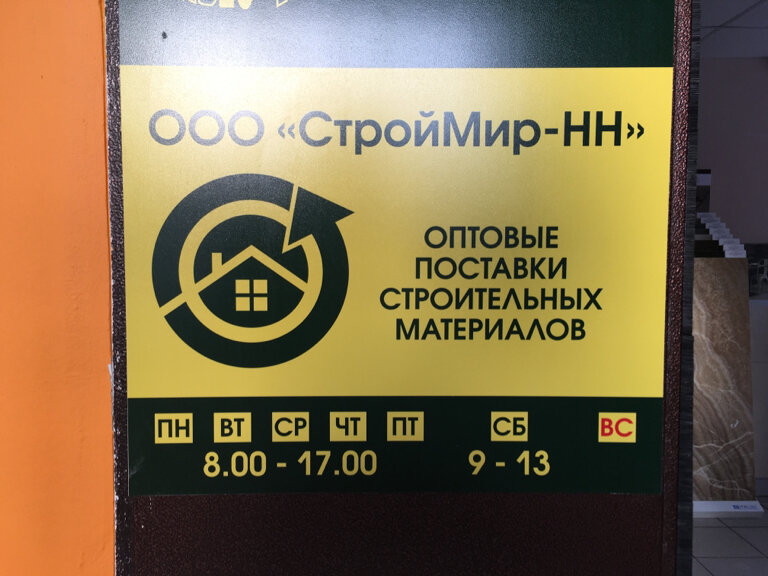 ООО «СтройМир-НН»
ОПТОВЫЕ
ПОСТАВКИ
СТРОИТЕЛЬНЫХ
МАТЕРИАЛОВ
ПН ВТ СР ЧТ ПТ СБ ВС
8.00 - 17.00 9 - 13